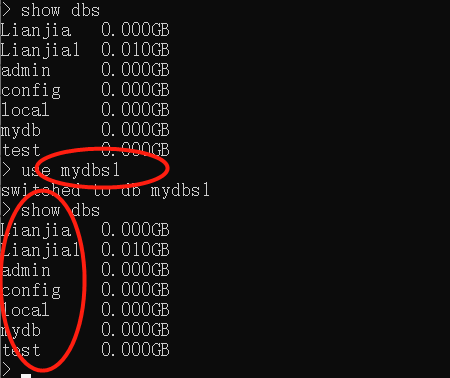 > show dbs
Lianjia 0.000GB
Lianjia1 0.010GB
admin 0.000GB
config 0.000GB
local 0.000GB
mydb 0.000GB
test 0.000GB
> use mydbsl
switched to db mydbsl
> show dbs
Lianjia 0.000GB
Lianjia1 0.010GB
admin 0.000GB
config 0.000GB
local 0.000GB
mydb 0.000GB
test 0.000GB
>